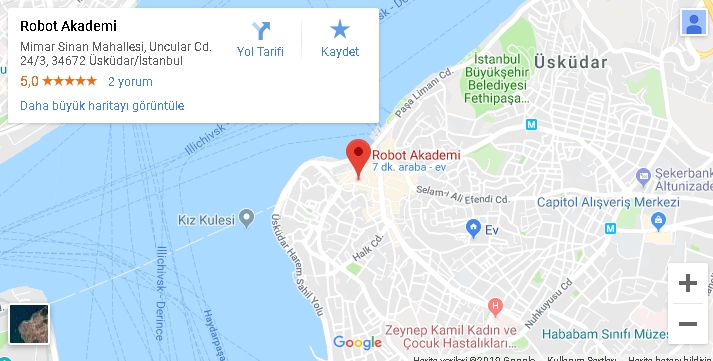 Robot Akademi
Mimar Sinan Mahallesi, Uncular Cd.
24/3, 34672 Üsküdar/İstanbul
5,0
2 yorum
Daha büyük haritayı görüntüle
Yol Tarifi
Kaydet
İstanbul
Büyükşehir
Belediyesi
Fethipaşa...
Üsküdar
Paşa Limanı Cd.
Illichivsk - Derince
M
Robot Akademi
7 dk. araba - ev
Şekerbank
Altunizade
Selam-ı Ali Efendi Cd.
Capitol Alışveriş Merkezi
Kız Kulesi
Ev
M
Üsküdar Harem Sahil Yolu
Halk Cd.
Illichivsk - Derince
Nuhkuyusu Cd
Haydarpaşa
H
Zeynep Kamil Kadın ve
Çocuk Hastalıkları...
Hababam Sınıfı Müzesi
Google
Harita verileri ©2019 Google
Kullanım Şartları
Harita hatası bildirin